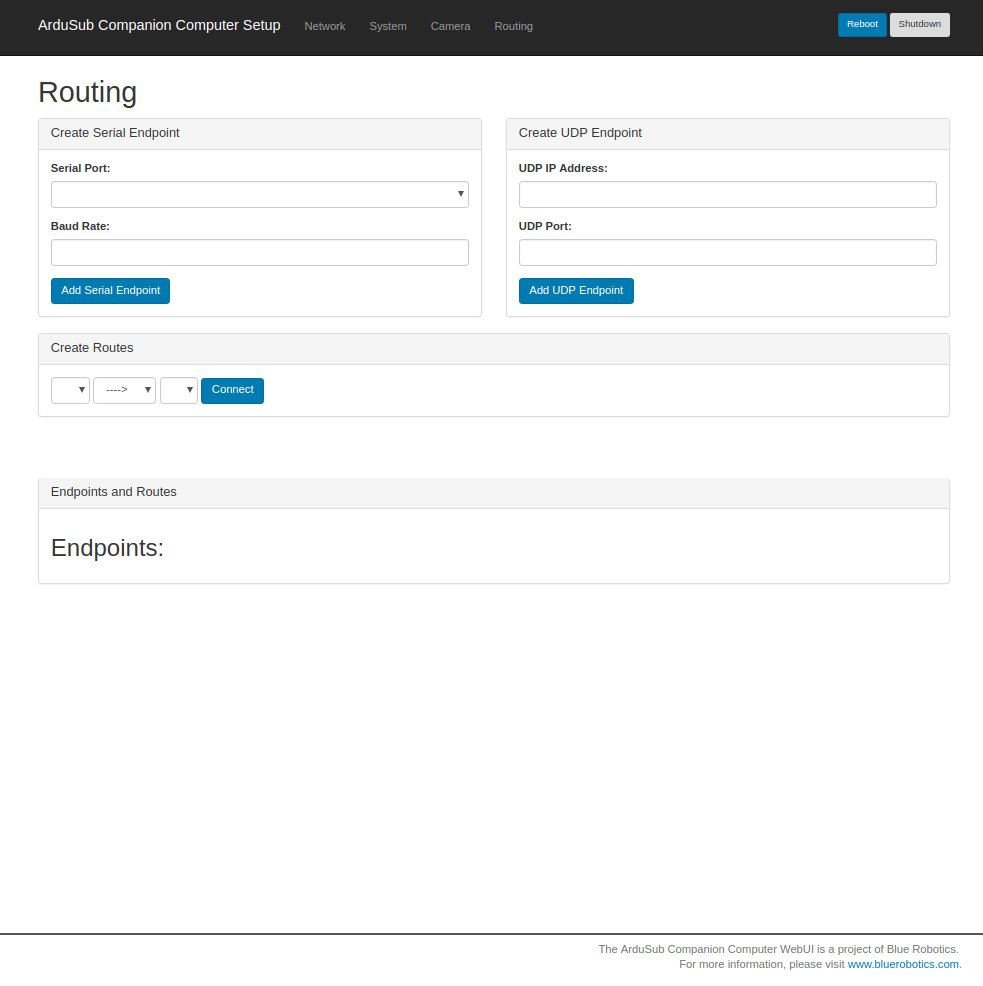 ArduSub Companion Computer Setup Network System Camera Routing Reboot Shutdown
Routing
Create Serial Endpoint
Serial Port:
Baud Rate:
Add Serial Endpoint
Create UDP Endpoint
UDP IP Address:
UDP Port:
Add UDP Endpoint
Create Routes
----> Connect
Endpoints and Routes
Endpoints:
The ArduSub Companion Computer WebUI is a project of Blue Robotics.
For more information, please visit www.bluerobotics.com.